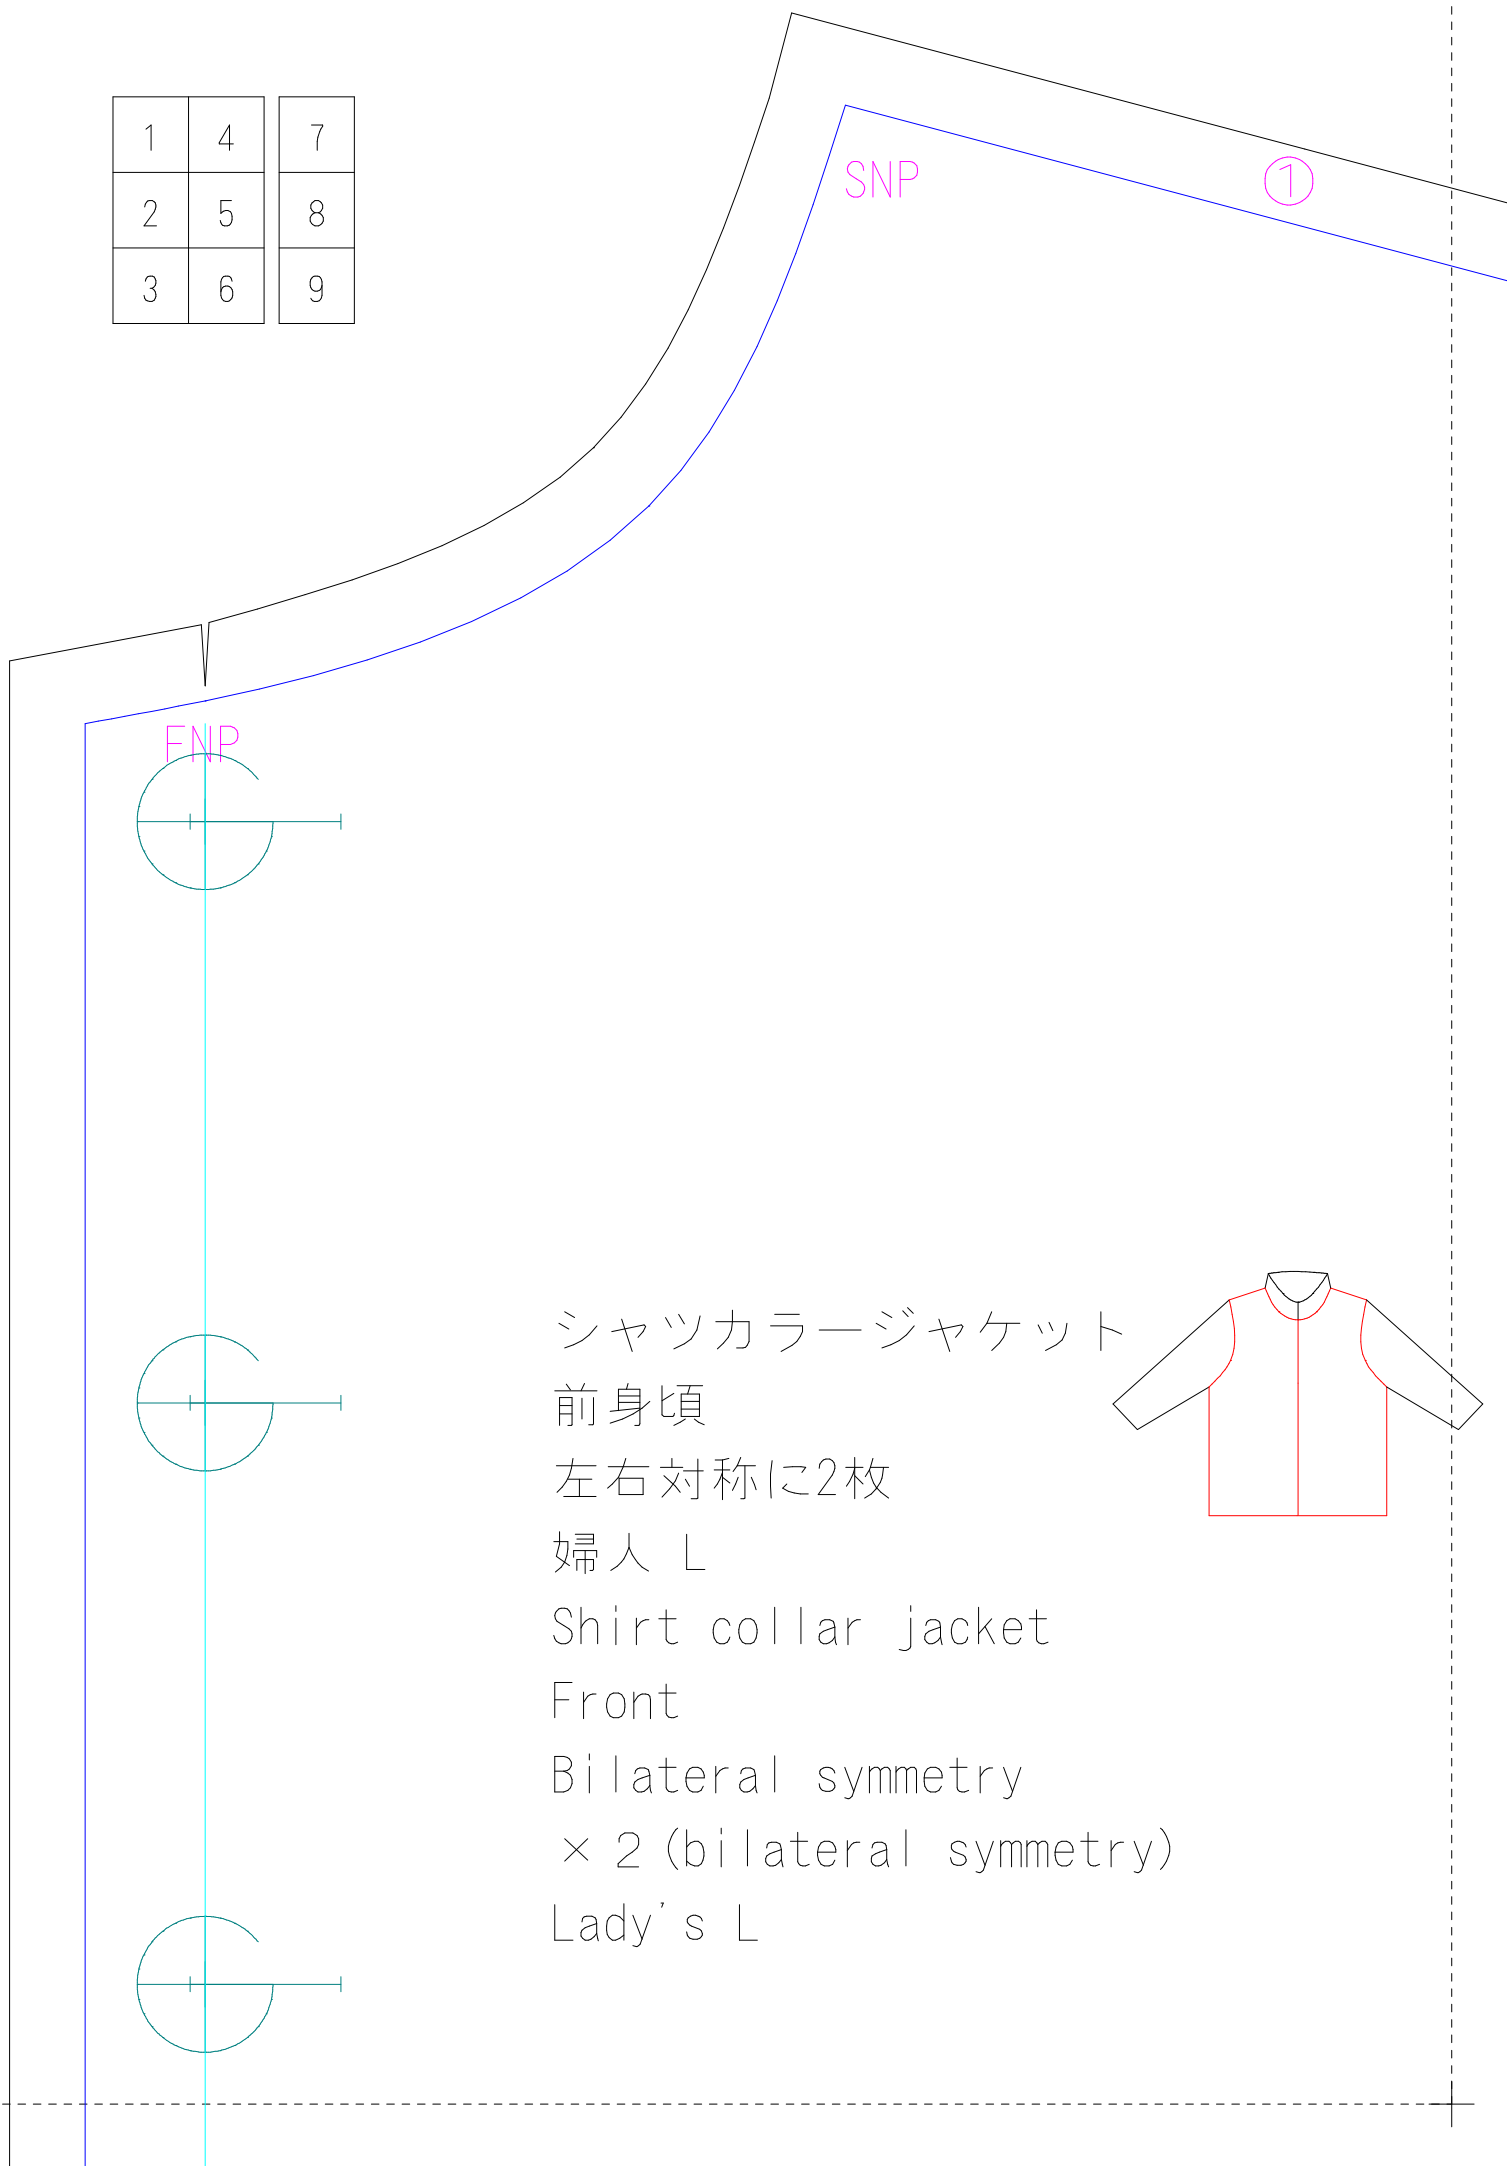 1 4 7
2 5 8
3 6 9
SNP
①
FNP
シャツカラージャケット
前身頃
左右対称に2枚
婦人 L
Shirt collar jacket
Front
Bilateral symmetry
×2(bilateral symmetry)
Lady's L